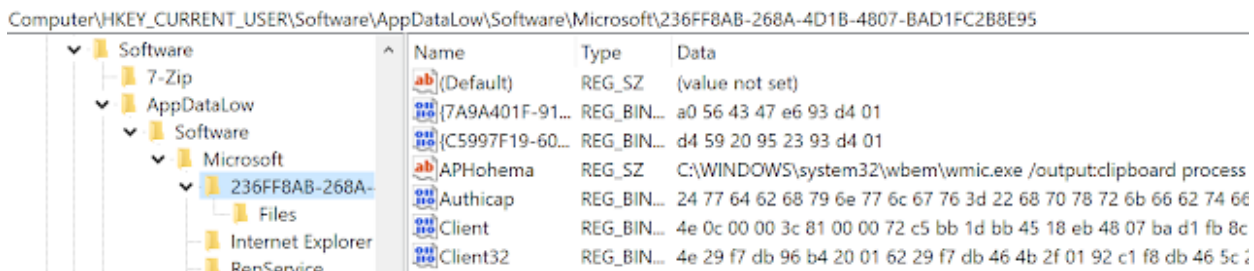 Computer\HKEY_CURRENT_USER\Software\AppDataLow\Software\Microsoft\236FF8AB-268A-4D1B-4807-BAD1FC2B8E95
Software
7-Zip
AppDataLow
Software
Microsoft
236FF8AB-268A-
Files
Internet Explorer
RepService
Name Type Data
(Default) REG_SZ (value not set)
{7A9A401F-91... REG_BIN... a0 56 43 47 e6 93 d4 01
{C5997F19-60... REG_BIN... d4 59 20 95 23 93 d4 01
APHohema REG_SZ C:\WINDOWS\system32\wbem\wmic.exe /output:clipboard process
Authicap REG_BIN... 24 77 64 62 68 79 6e 77 6c 67 76 3d 22 68 70 78 72 6b 66 62 74 66
Client REG_BIN... 4e 0c 00 00 3c 81 00 00 72 c5 bb 1d bb 45 18 eb 48 07 ba d1 fb 8c
Client32 REG_BIN... 4e 29 f7 db 96 b4 20 01 62 29 f7 db 46 4b 2f 01 92 c1 f8 db 46 5c